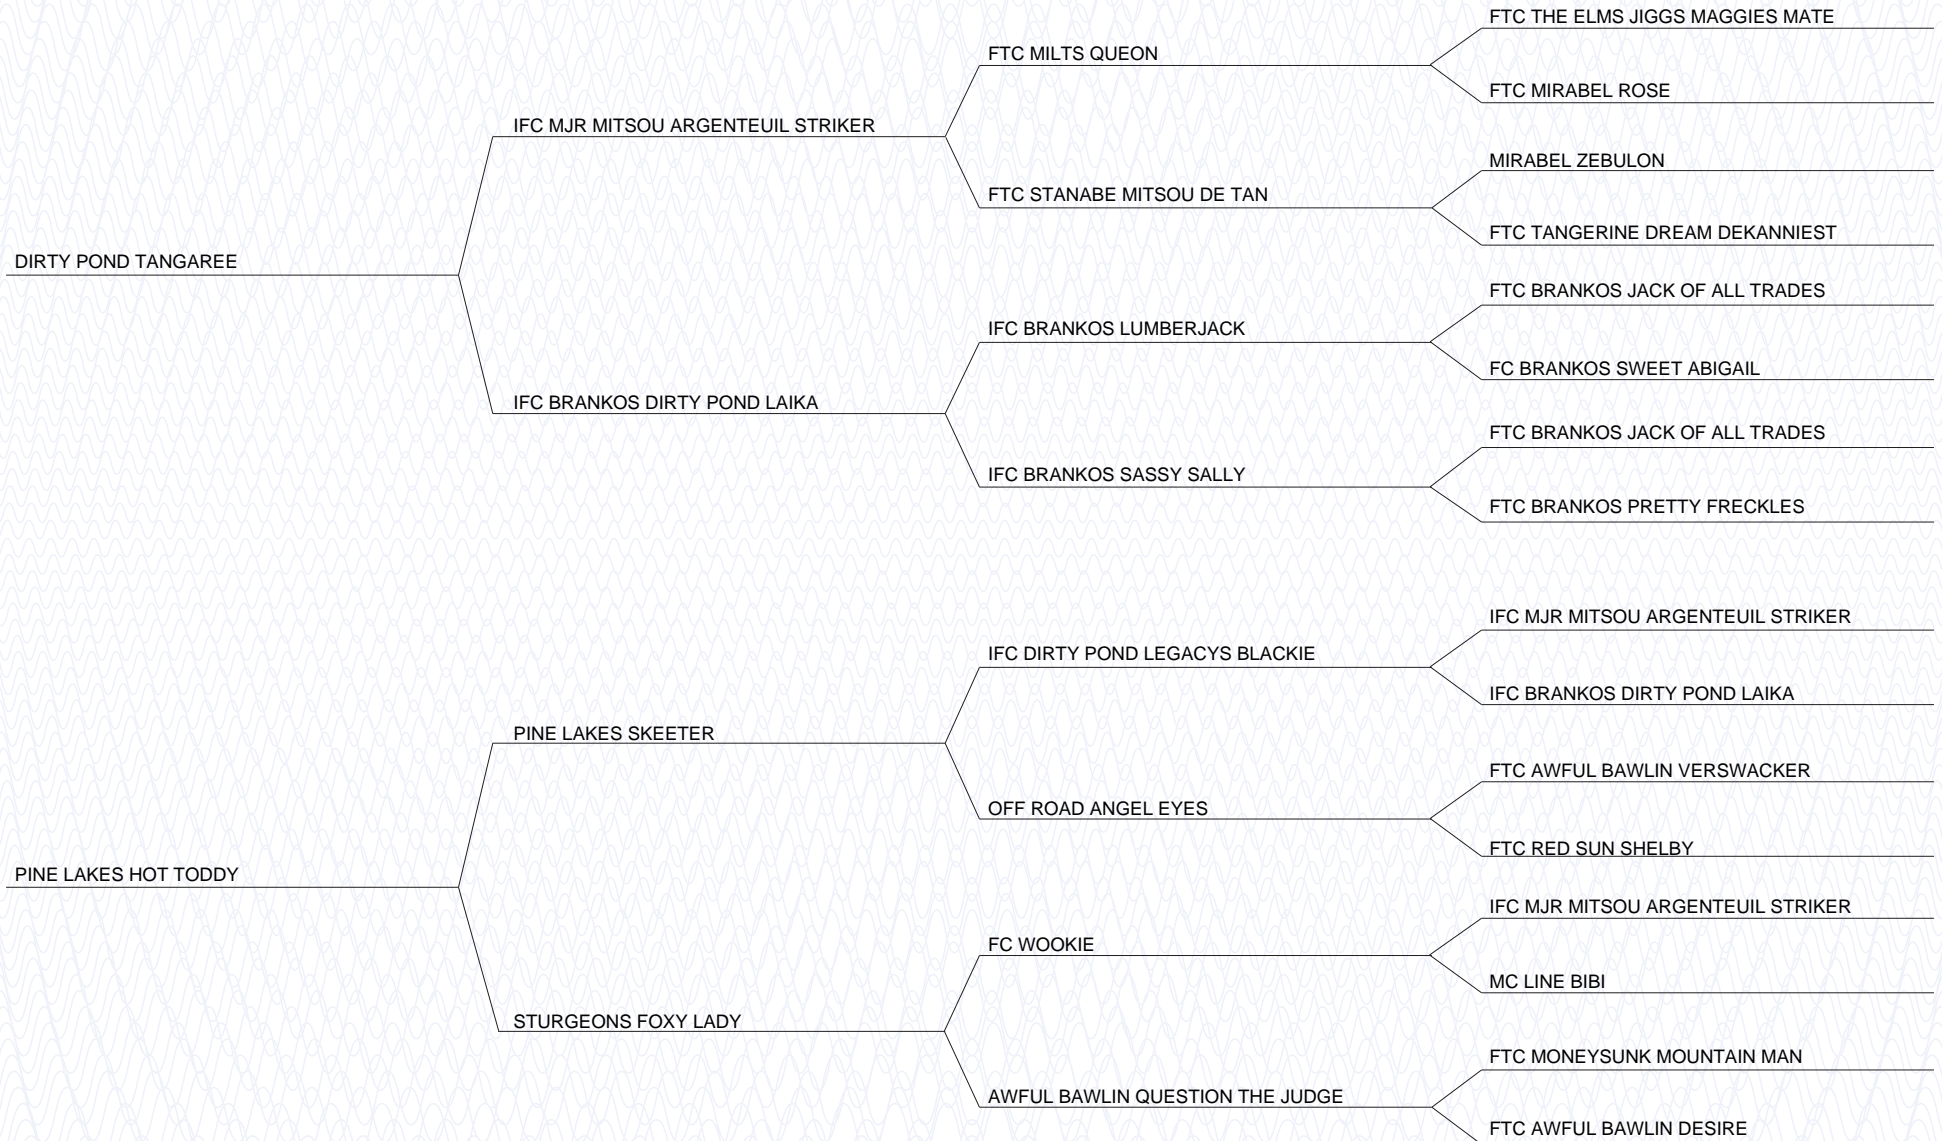 FTC THE ELMS JIGGS MAGGIES MATE
FTC MILTS QUEON
FTC MIRABEL ROSE
IFC MJR MITSOU ARGENTEUIL STRIKER
MIRABEL ZEBULON
FTC STANABE MITSOU DE TAN
FTC TANGERINE DREAM DEKANNIEST
DIRTY POND TANGAREE
FTC BRANKOS JACK OF ALL TRADES
IFC BRANKOS LUMBERJACK
FC BRANKOS SWEET ABIGAIL
IFC BRANKOS DIRTY POND LAIKA
FTC BRANKOS JACK OF ALL TRADES
IFC BRANKOS SASSY SALLY
FTC BRANKOS PRETTY FRECKLES
IFC MJR MITSOU ARGENTEUIL STRIKER
IFC DIRTY POND LEGACYS BLACKIE
IFC BRANKOS DIRTY POND LAIKA
PINE LAKES SKEETER
FTC AWFUL BAWLIN VERSWACKER
OFF ROAD ANGEL EYES
FTC RED SUN SHELBY
PINE LAKES HOT TODDY
IFC MJR MITSOU ARGENTEUIL STRIKER
FC WOOKIE
MC LINE BIBI
STURGEONS FOXY LADY
FTC MONEYSUNK MOUNTAIN MAN
AWFUL BAWLIN QUESTION THE JUDGE
FTC AWFUL BAWLIN DESIRE